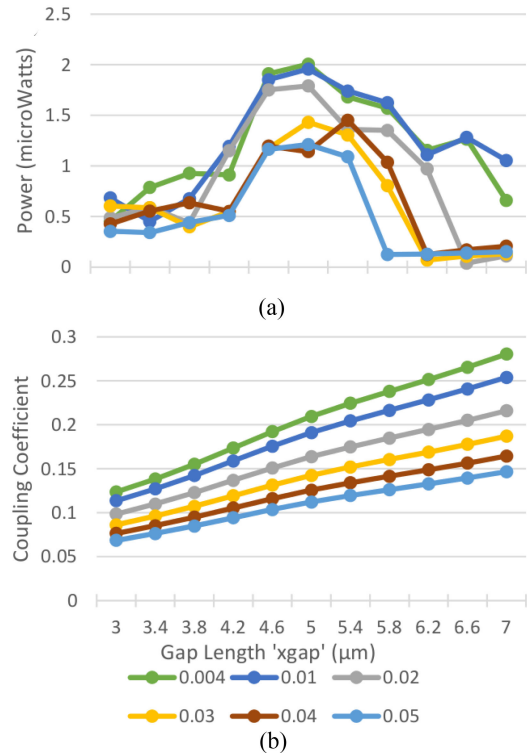 2.5
2
1.5
1
0.5
0
Power (microWatts)
(a)
0.3
0.25
0.2
0.15
0.1
0.05
0
Coupling Coefficient
3 3.4 3.8 4.2 4.6 5 5.4 5.8 6.2 6.6 7
Gap Length 'xgap' (µm)
0.004 0.01 0.02
0.03 0.04 0.05
(b)